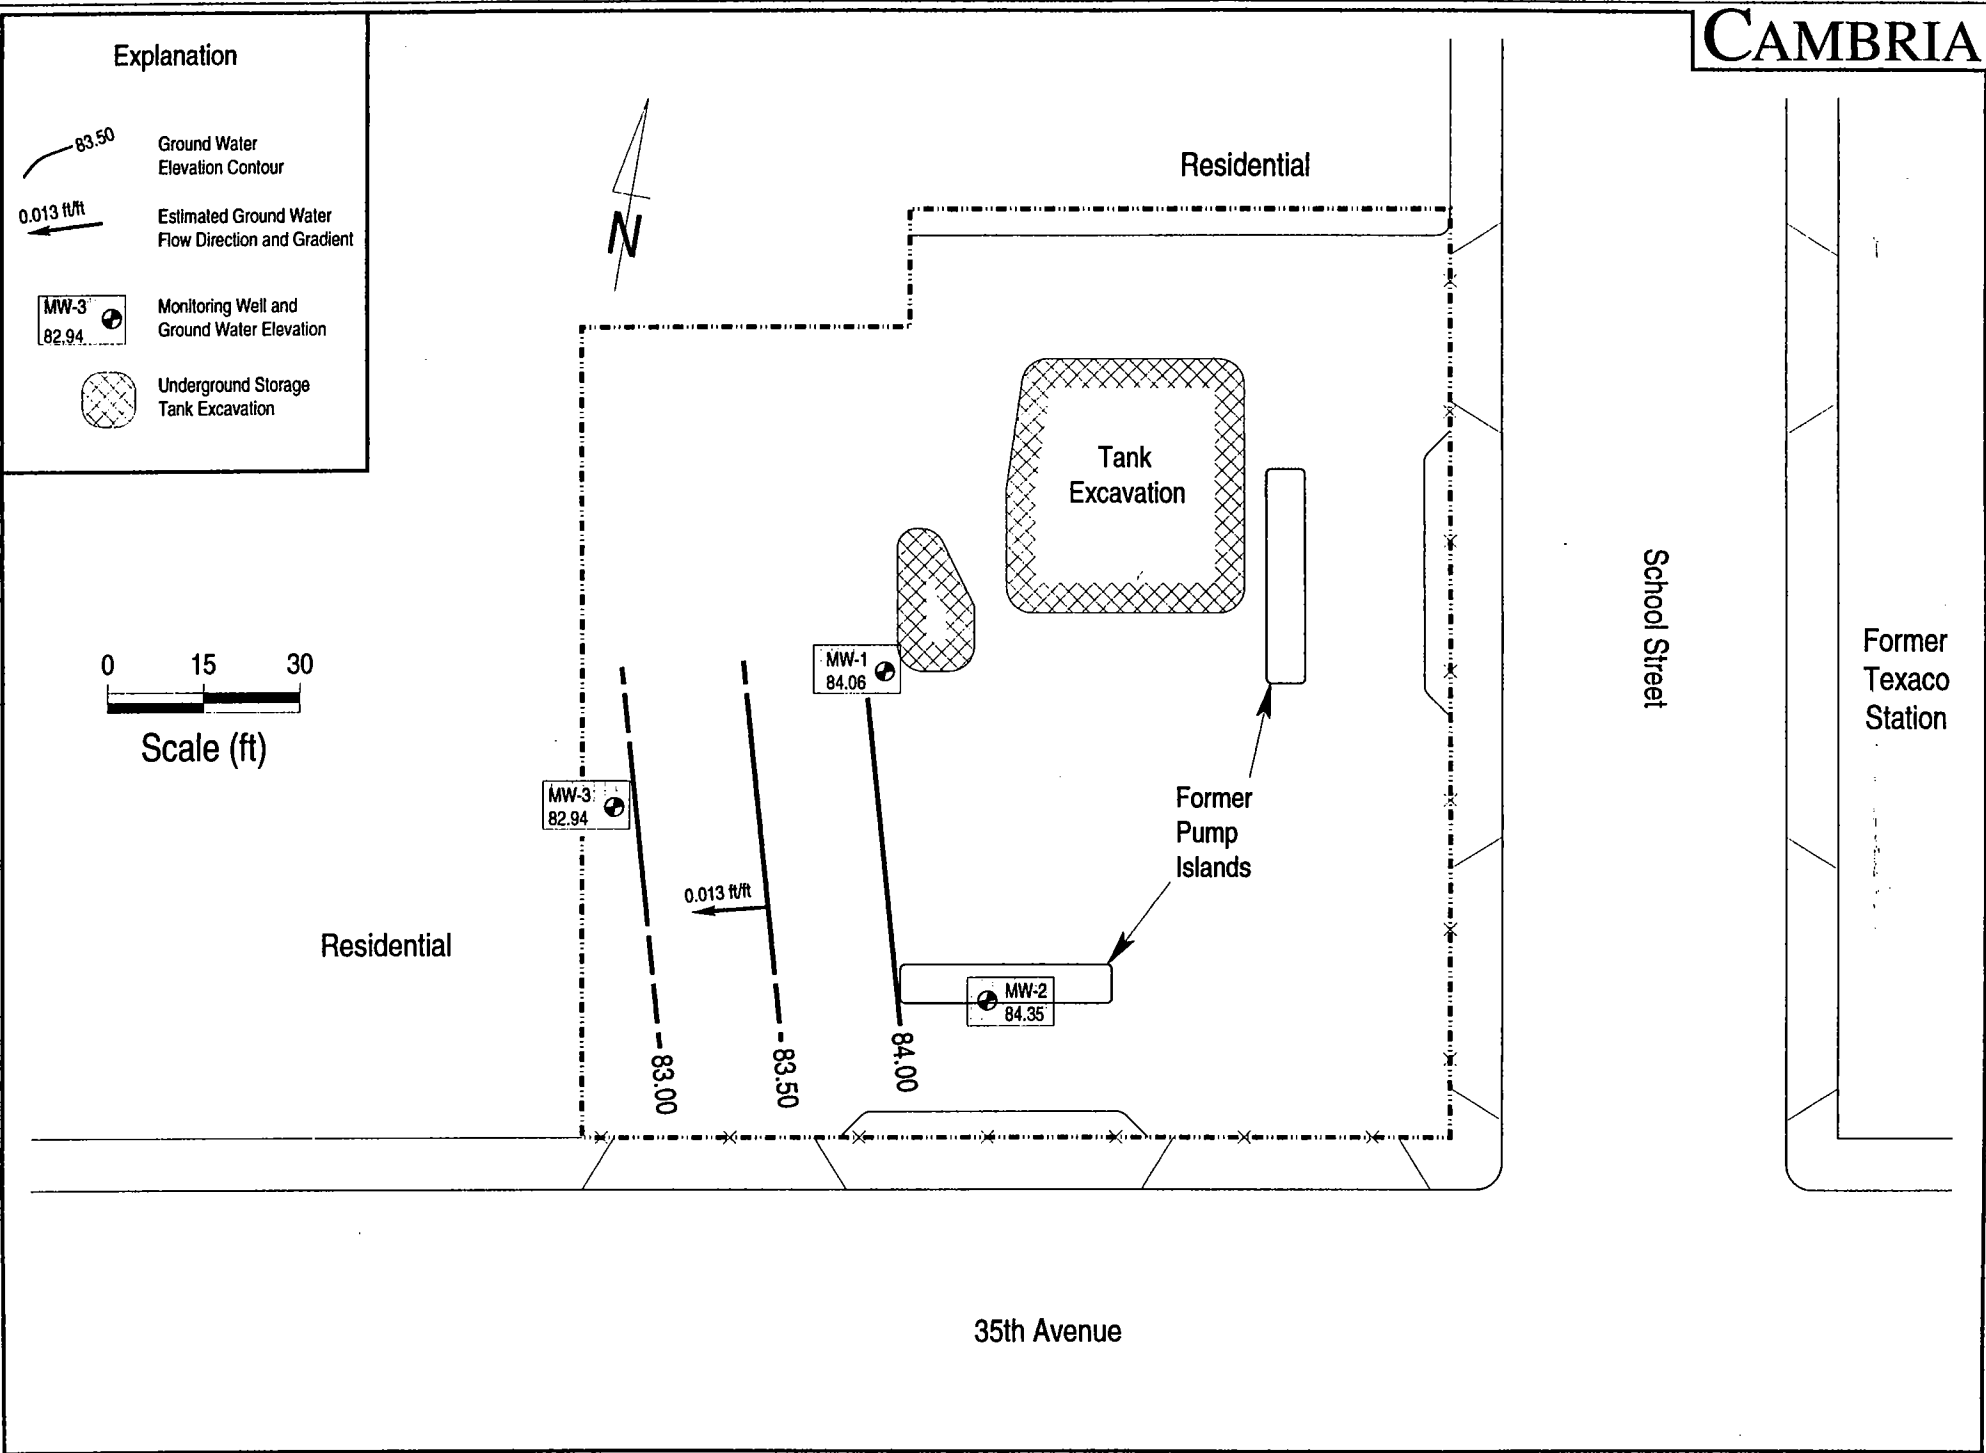 CAMBRIA
Explanation
83.50
Ground Water
Elevation Contour
0.013 ft/ft
Estimated Ground Water
Flow Direction and Gradient
MW-3
82.94
Monitoring Well and
Ground Water Elevation
Underground Storage
Tank Excavation
N
Residential
Tank
Excavation
0 15 30
Scale (ft)
MW-1
84.06
School Street
Former
Texaco
Station
MW-3
82.94
Former
Pump
Islands
0.013 ft/ft
Residential
MW-2
84.35
83.00
83.50
84.00
35th Avenue